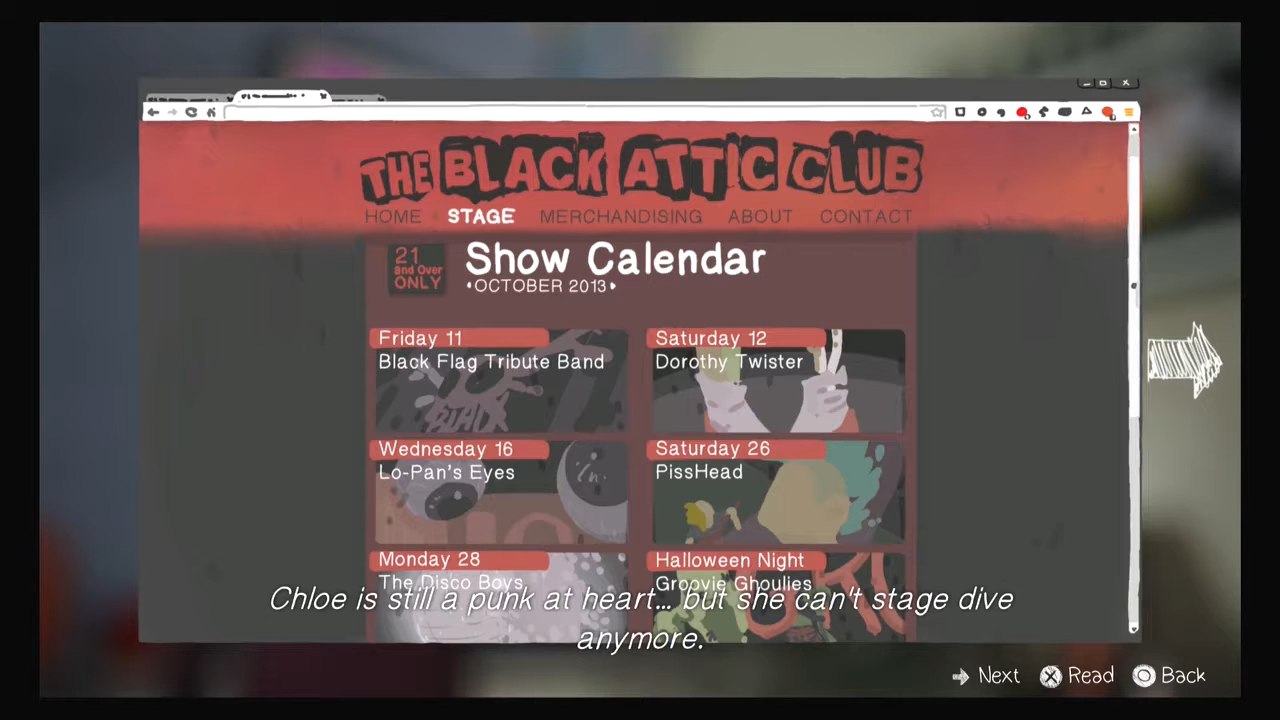 THE BLACK ATTIC CLUB
HOME STAGE MERCHANDISING ABOUT CONTACT
21
and Over
ONLY
Show Calendar
OCTOBER 2013
Friday 11
Black Flag Tribute Band
BLACK
Saturday 12
Dorothy Twister
Wednesday 16
Lo-Pan's Eyes
Saturday 26
PissHead
Monday 28
The Disco Boys
Halloween Night
Groovie Ghoulies
Chloe is still a punk at heart... but she can't stage dive
anymore.
Next Read Back